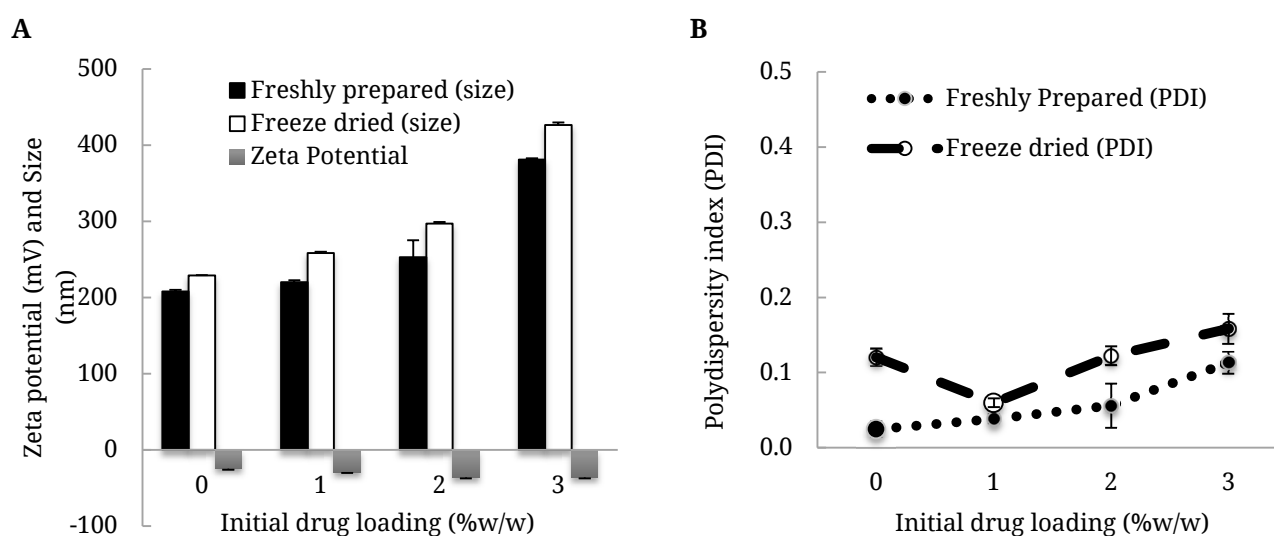 A
500
400
300
200
100
0
-100
Zeta potential (mV) and Size
(nm)
Freshly prepared (size)
Freeze dried (size)
Zeta Potential
0 1 2 3
Initial drug loading (%w/w)
B
0.5
0.4
0.3
0.2
0.1
0.0
Polydispersity index (PDI)
Freshly Prepared (PDI)
Freeze dried (PDI)
0 1 2 3
Initial drug loading (%w/w)